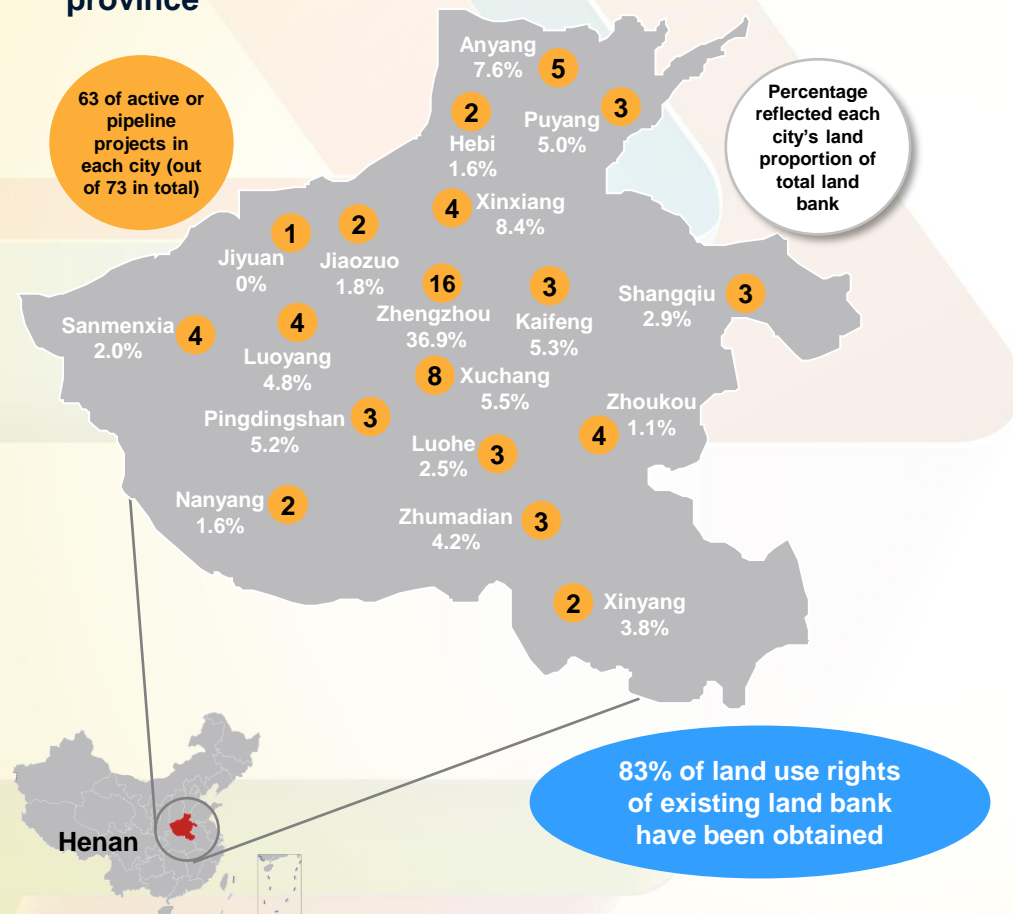 province
Anyang
7.6%
5
63 of active or
pipeline
projects in
each city (out
of 73 in total)
2
Hebi
1.6%
Puyang
5.0%
3
Percentage
reflected each
city's land
proportion of
total land
bank
4
Xinxiang
8.4%
1
Jiyuan
0%
2
Jiaozuo
1.8%
16
Zhengzhou
36.9%
3
Kaifeng
5.3%
Shangqiu
2.9%
3
Sanmenxia
2.0%
4
4
Luoyang
4.8%
8
Xuchang
5.5%
Pingdingshan
5.2%
3
Zhoukou
1.1%
4
Luohe
2.5%
3
Nanyang
1.6%
2
Zhumadian
4.2%
3
2
Xinyang
3.8%
83% of land use rights
of existing land bank
have been obtained
Henan